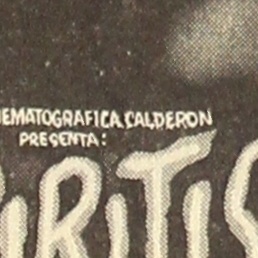 EMATOGRAFICA CALDERON
PRESENTA:
IRITIS